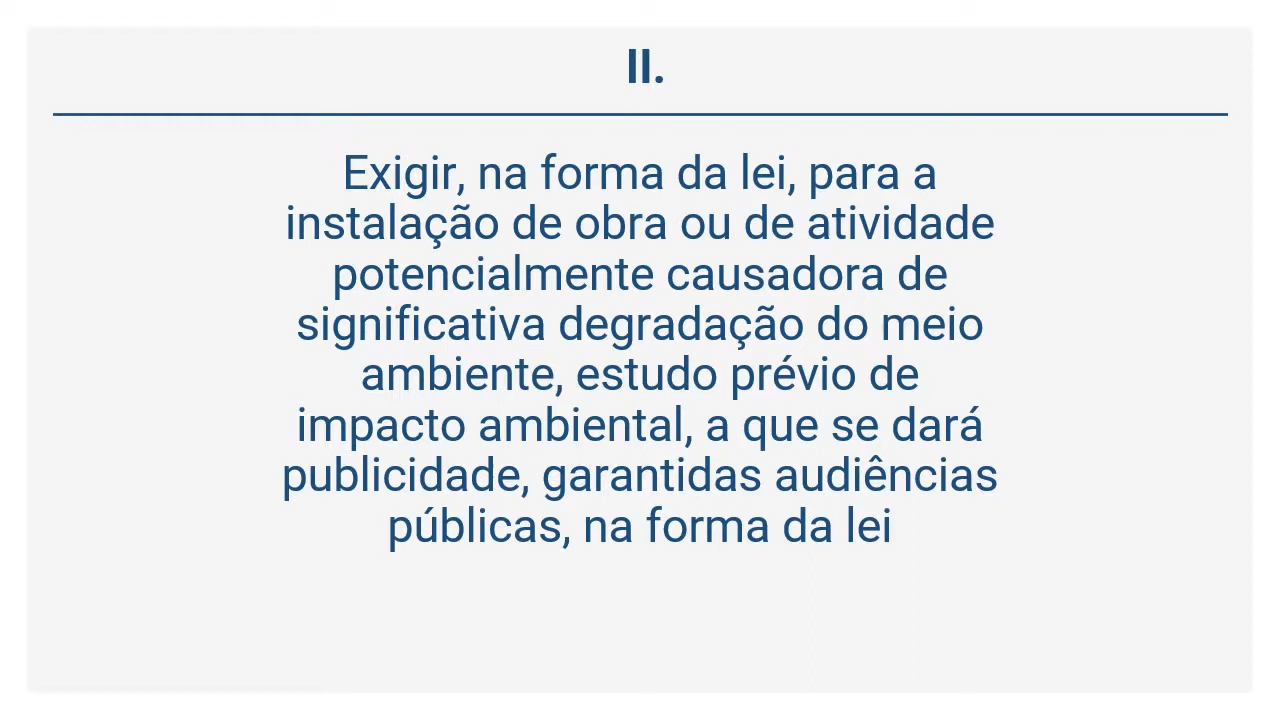 II.
Exigir, na forma da lei, para a
instalação de obra ou de atividade
potencialmente causadora de
significativa degradação do meio
ambiente, estudo prévio de
impacto ambiental, a que se dará
publicidade, garantidas audiências
públicas, na forma da lei